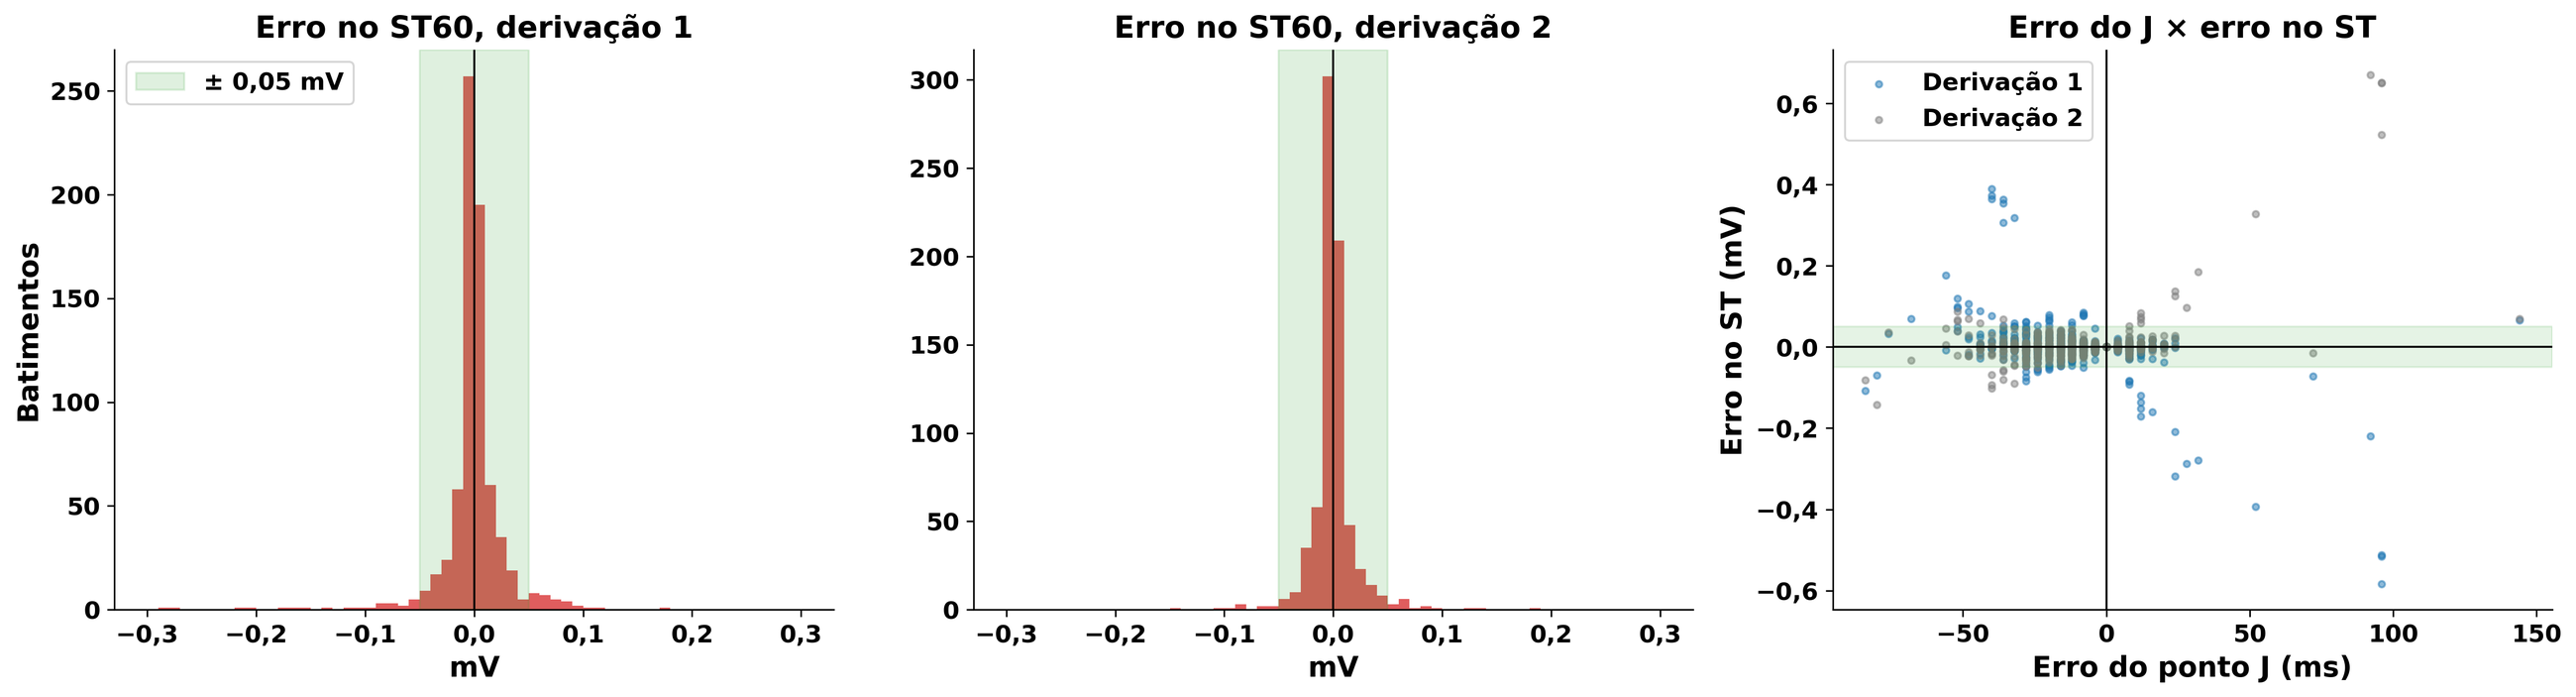 Erro no ST60, derivação 1
± 0,05 mV
Batimentos
250
200
150
100
50
0
−0,3 −0,2 −0,1 0,0 0,1 0,2 0,3
mV
Erro no ST60, derivação 2
300
250
200
150
100
50
0
−0,3 −0,2 −0,1 0,0 0,1 0,2 0,3
mV
Erro do J × erro no ST
Derivação 1
Derivação 2
Erro no ST (mV)
0,6
0,4
0,2
0,0
−0,2
−0,4
−0,6
−50 0 50 100 150
Erro do ponto J (ms)